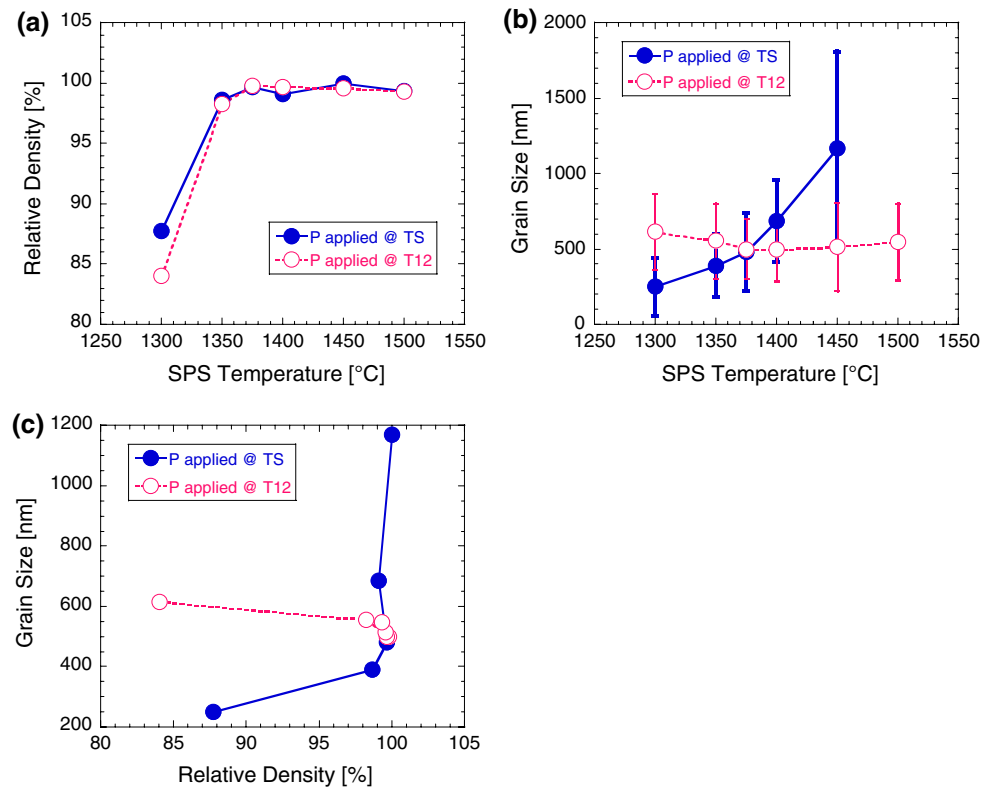 (a)
105
100
95
90
85
80
Relative Density [%]
P applied @ TS
P applied @ T12
1250 1300 1350 1400 1450 1500 1550
SPS Temperature [°C]
(b)
2000
1500
1000
500
0
Grain Size [nm]
P applied @ TS
P applied @ T12
1250 1300 1350 1400 1450 1500 1550
SPS Temperature [°C]
(c)
1200
1000
800
600
400
200
Grain Size [nm]
P applied @ TS
P applied @ T12
80 85 90 95 100 105
Relative Density [%]